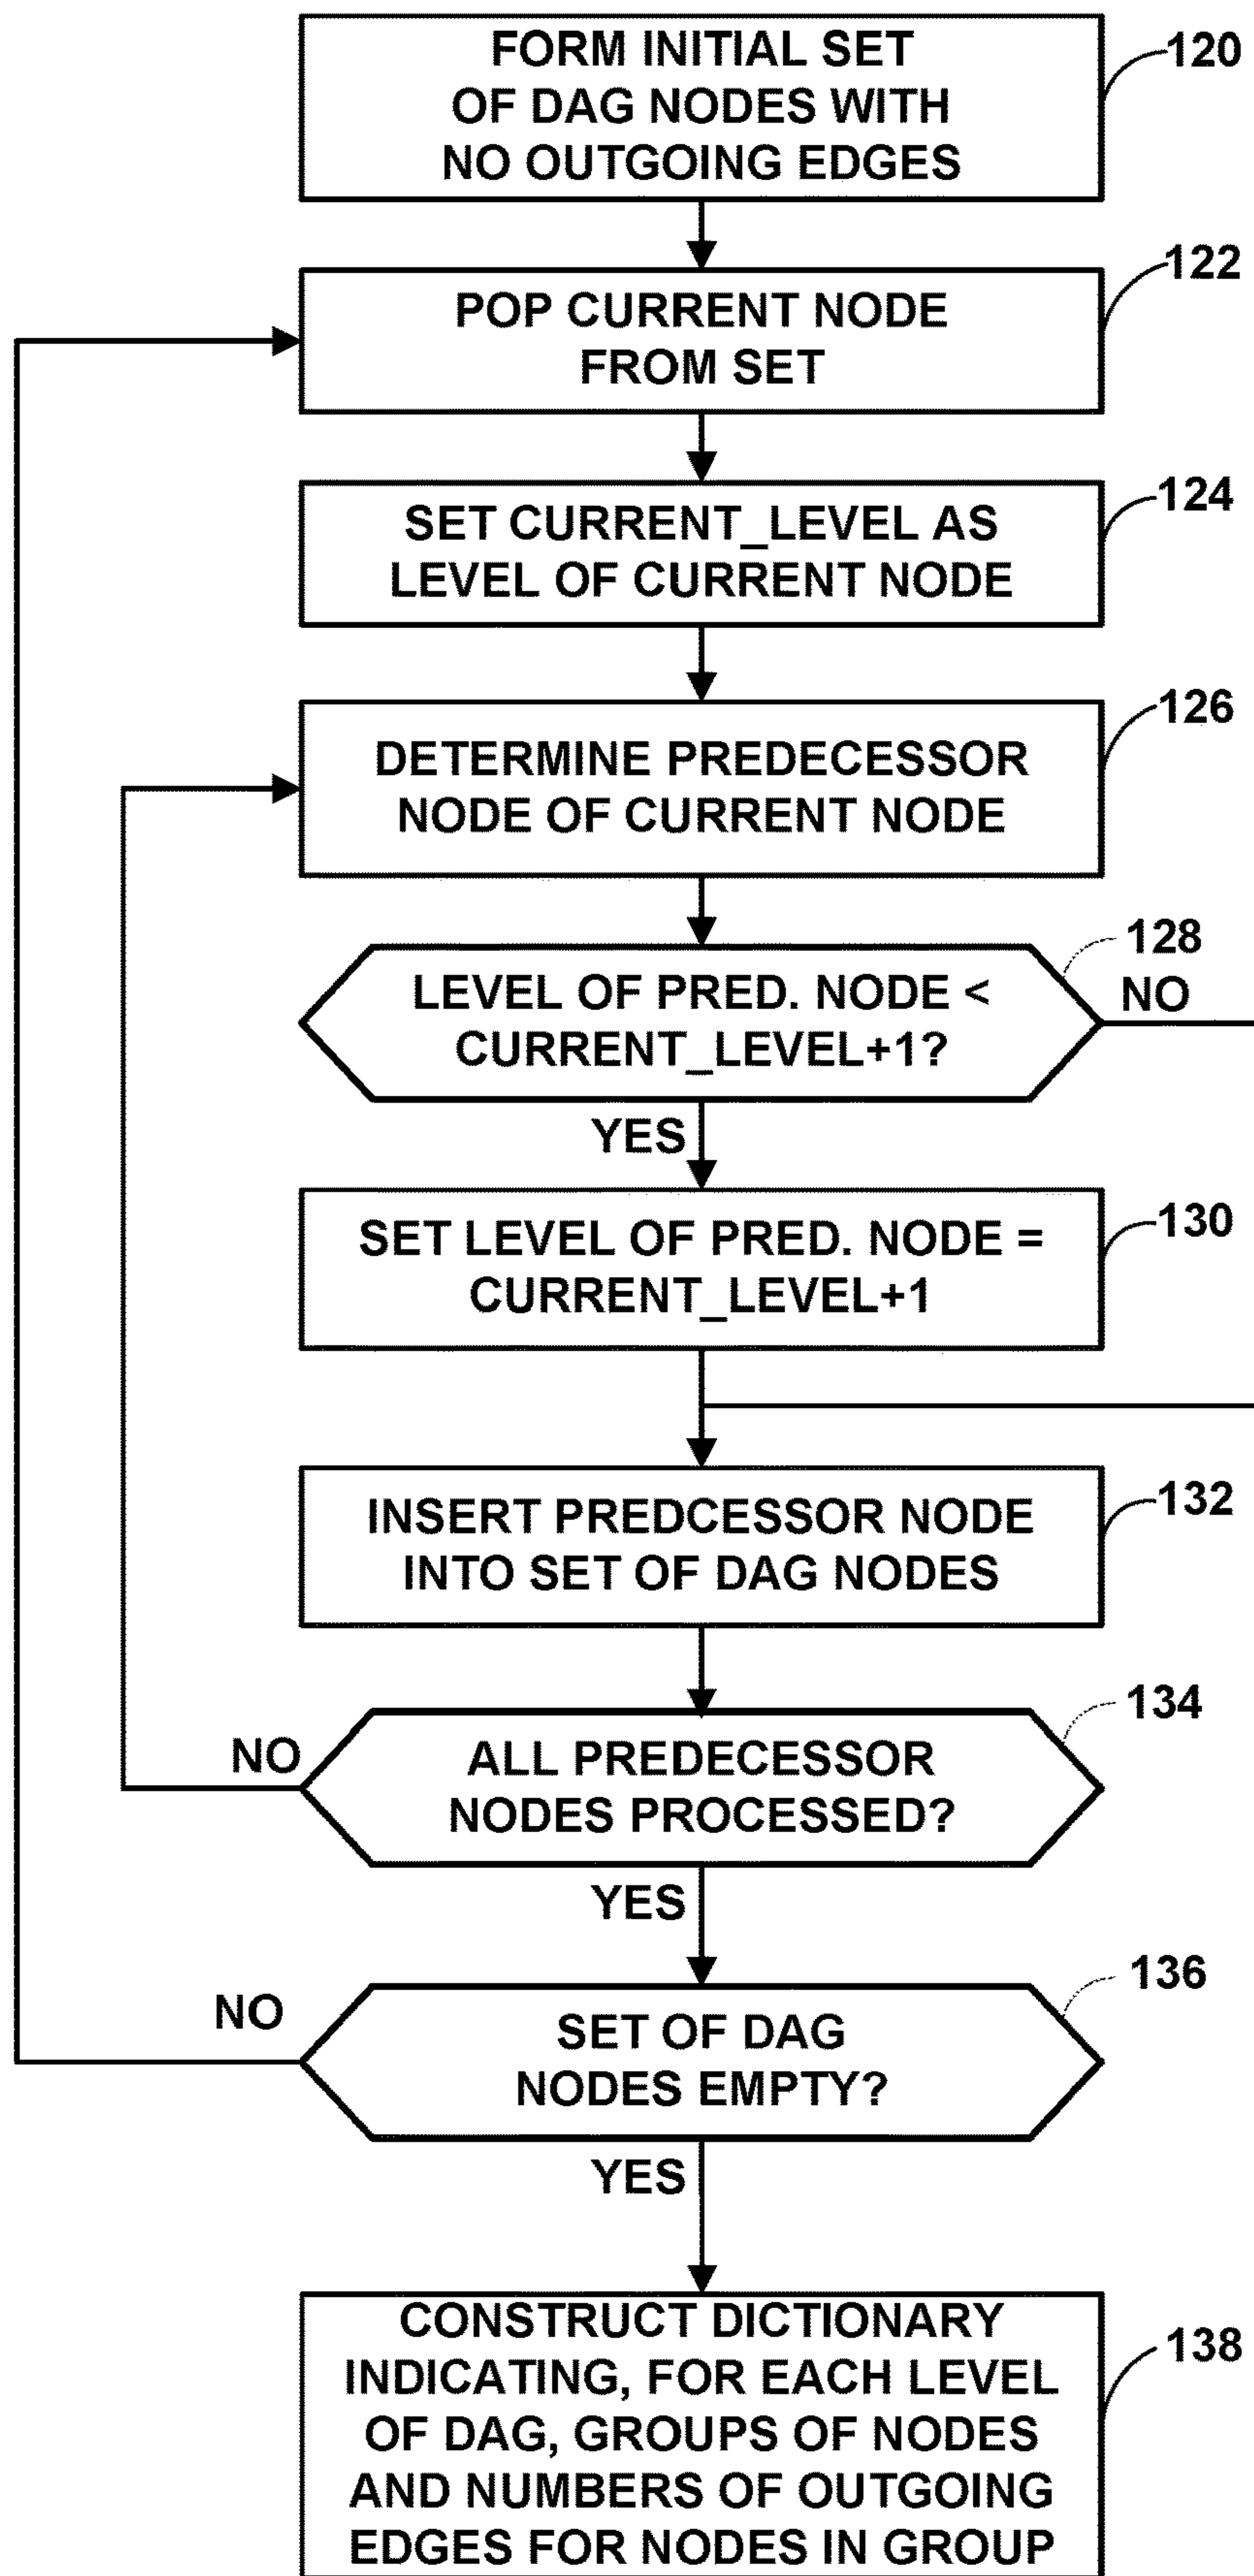 FORM INITIAL SET
OF DAG NODES WITH
NO OUTGOING EDGES
120
POP CURRENT NODE
FROM SET
122
SET CURRENT_LEVEL AS
LEVEL OF CURRENT NODE
124
DETERMINE PREDECESSOR
NODE OF CURRENT NODE
126
LEVEL OF PRED. NODE <
CURRENT_LEVEL+1?
128
NO
YES
SET LEVEL OF PRED. NODE =
CURRENT_LEVEL+1
130
INSERT PREDCESSOR NODE
INTO SET OF DAG NODES
132
ALL PREDECESSOR
NODES PROCESSED?
134
NO
YES
SET OF DAG
NODES EMPTY?
136
NO
YES
CONSTRUCT DICTIONARY
INDICATING, FOR EACH LEVEL
OF DAG, GROUPS OF NODES
AND NUMBERS OF OUTGOING
EDGES FOR NODES IN GROUP
138